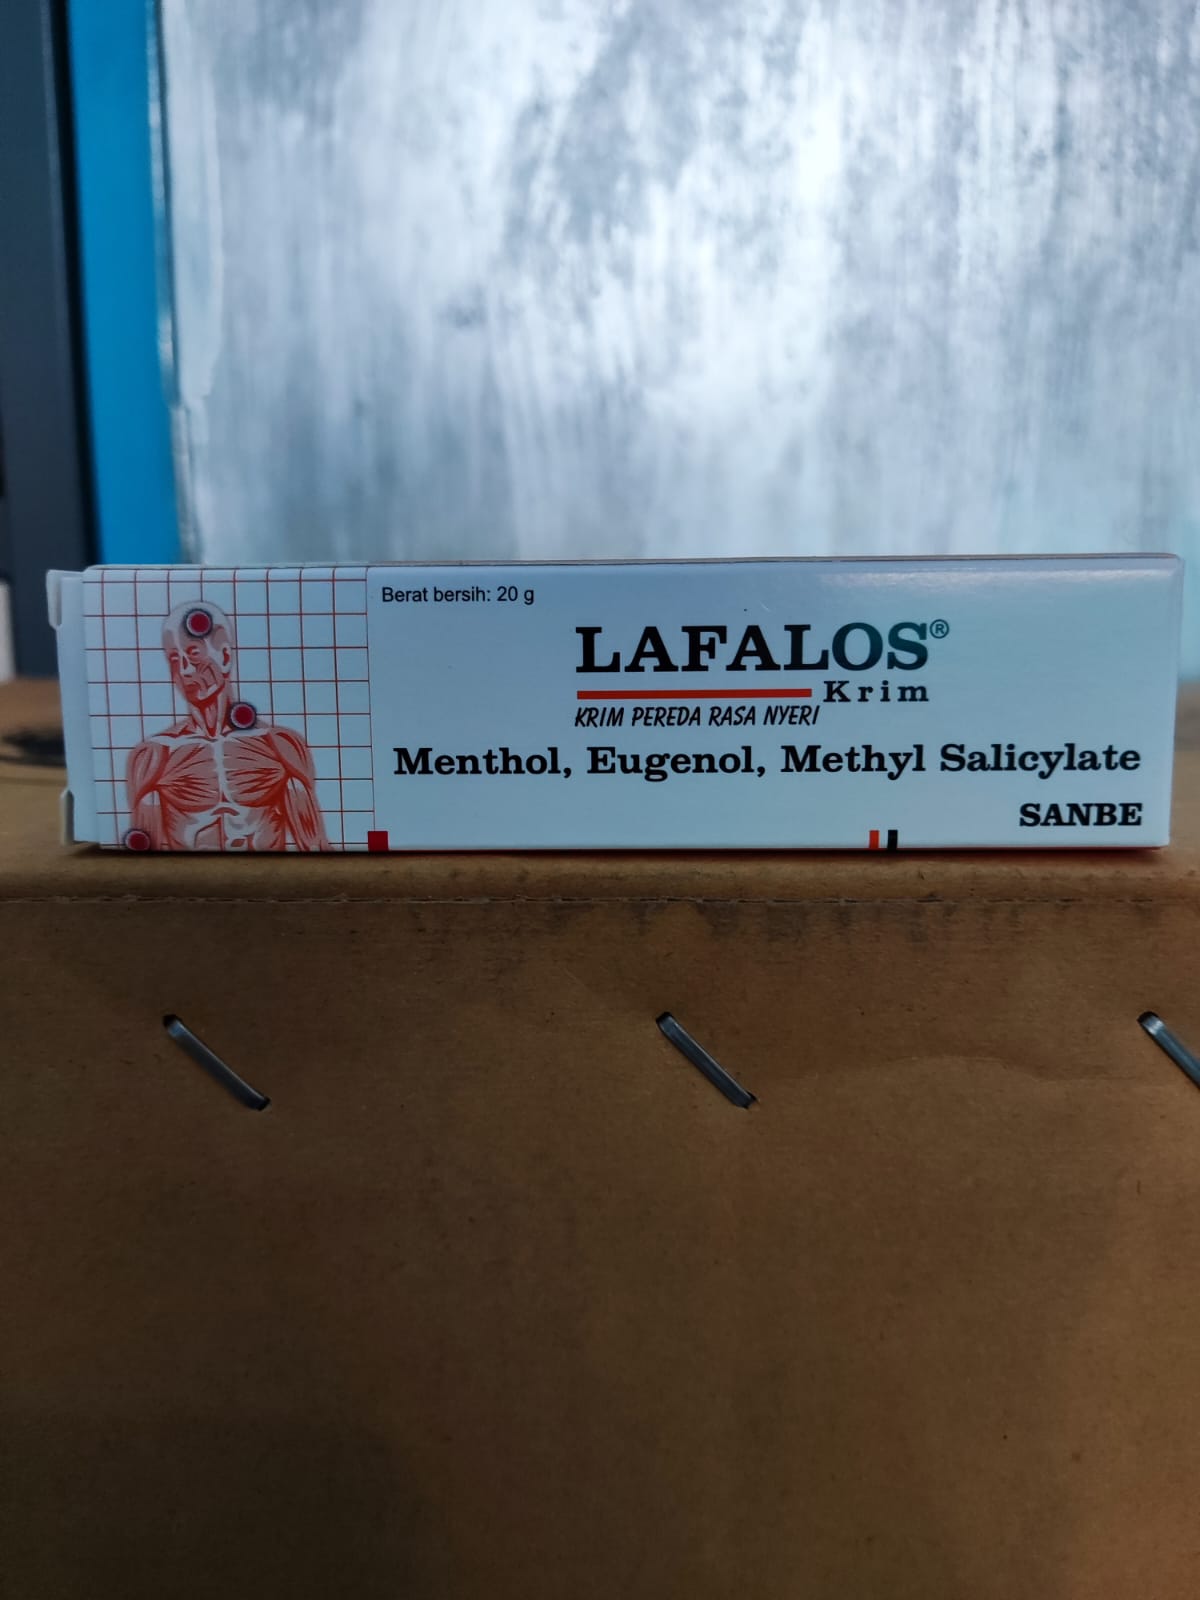 Berat bersih: 20 g
LAFALOS®
Krim
KRIM PEREDA RASA NYERI
Menthol, Eugenol, Methyl Salicylate
SANBE